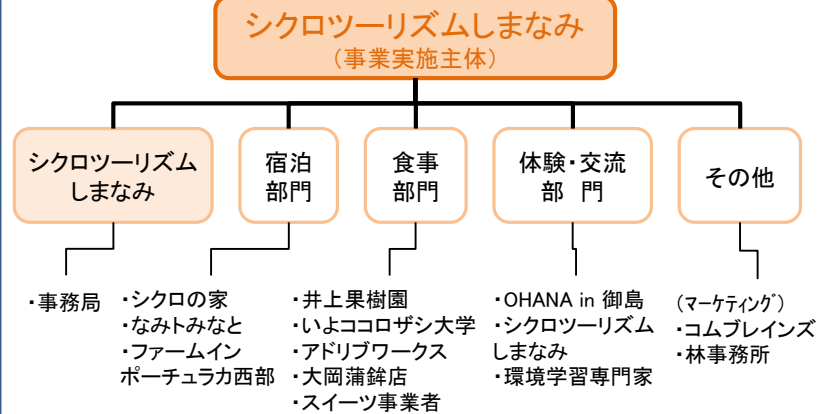 シクロツーリズムしまなみ
（事業実施主体）
シクロツーリズム
しまなみ
宿泊
部門
食事
部門
体験・交流
部　門
その他
・事務局
・シクロの家
・なみトみなと
・ファームイン
ポーチュラカ西部
・井上果樹園
・いよココロザシ大学
・アドリブワークス
・大岡蒲鉾店
・スイーツ事業者
・OHANA in 御島
・シクロツーリズム
しまなみ
・環境学習専門家
(ﾏｰｹﾃｨﾝｸﾞ)
・コムブレインズ
・林事務所